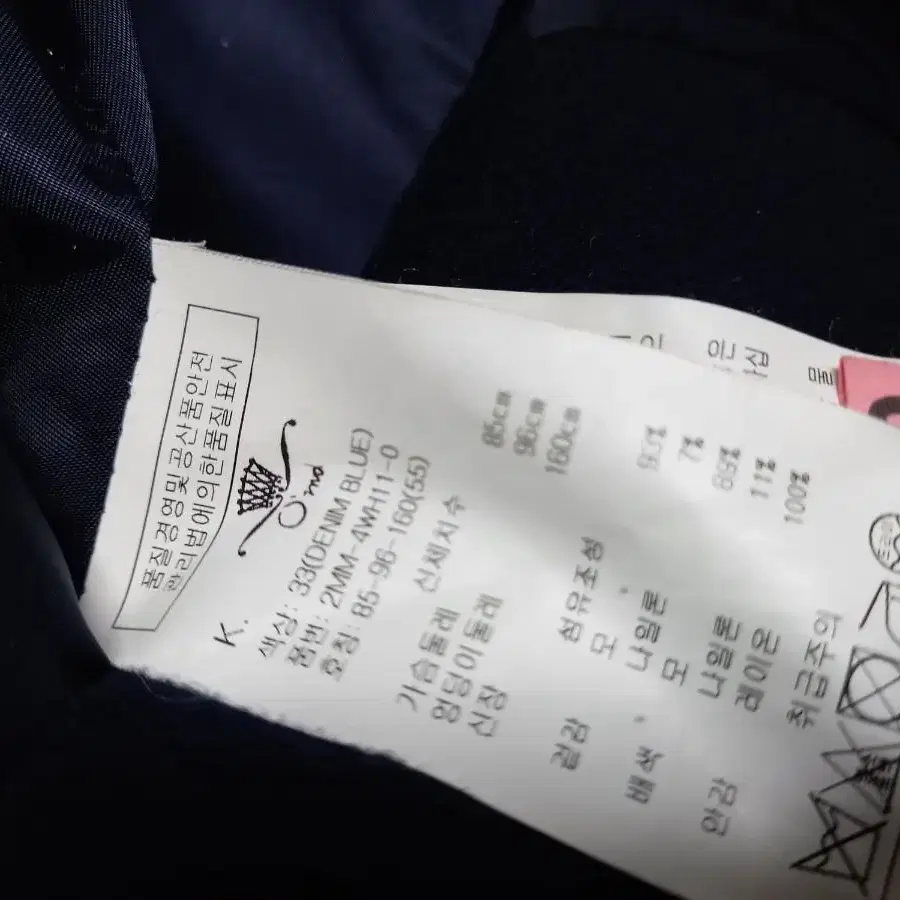 품질경영및공산품안전
관리법에의한품질표시
K.
O'md
색상: 33(DENIM BLUE)
품번: 2MM-4WH11-0
호칭: 85-96-160(55)
신체치수
가슴둘레 85cm
엉덩이둘레 96cm
신장 160cm
섬유조성
겉감 모 93%
나일론 7%
배색 모 89%
나일론 11%
안감 레이온 100%
취급주의